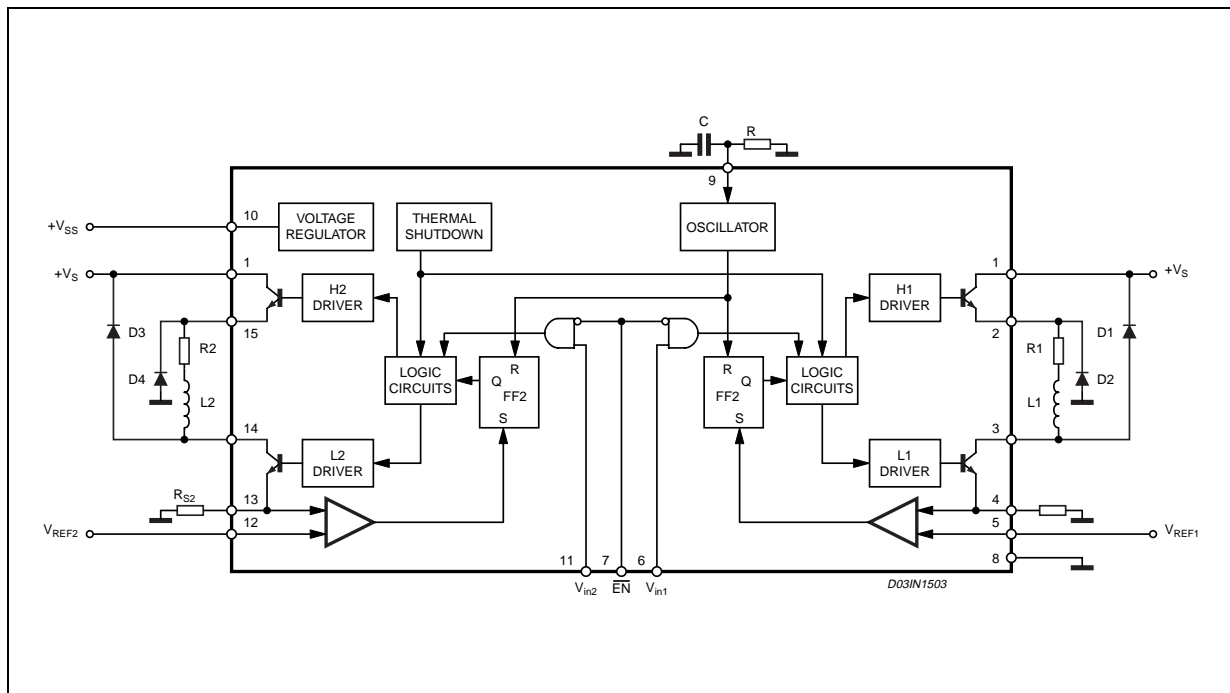 C
R
9
+VSS
10
VOLTAGE
REGULATOR
THERMAL
SHUTDOWN
OSCILLATOR
+VS
1
H2
DRIVER
H1
DRIVER
1
+VS
D3
15
R2
D4
L2
LOGIC
CIRCUITS
R
Q
FF2
S
R
Q
FF2
S
LOGIC
CIRCUITS
2
R1
D1
D2
L1
14
L2
DRIVER
L1
DRIVER
3
RS2
13
4
VREF2
12
5
VREF1
8
11
7
6
Vin2
EN
Vin1
D03IN1503